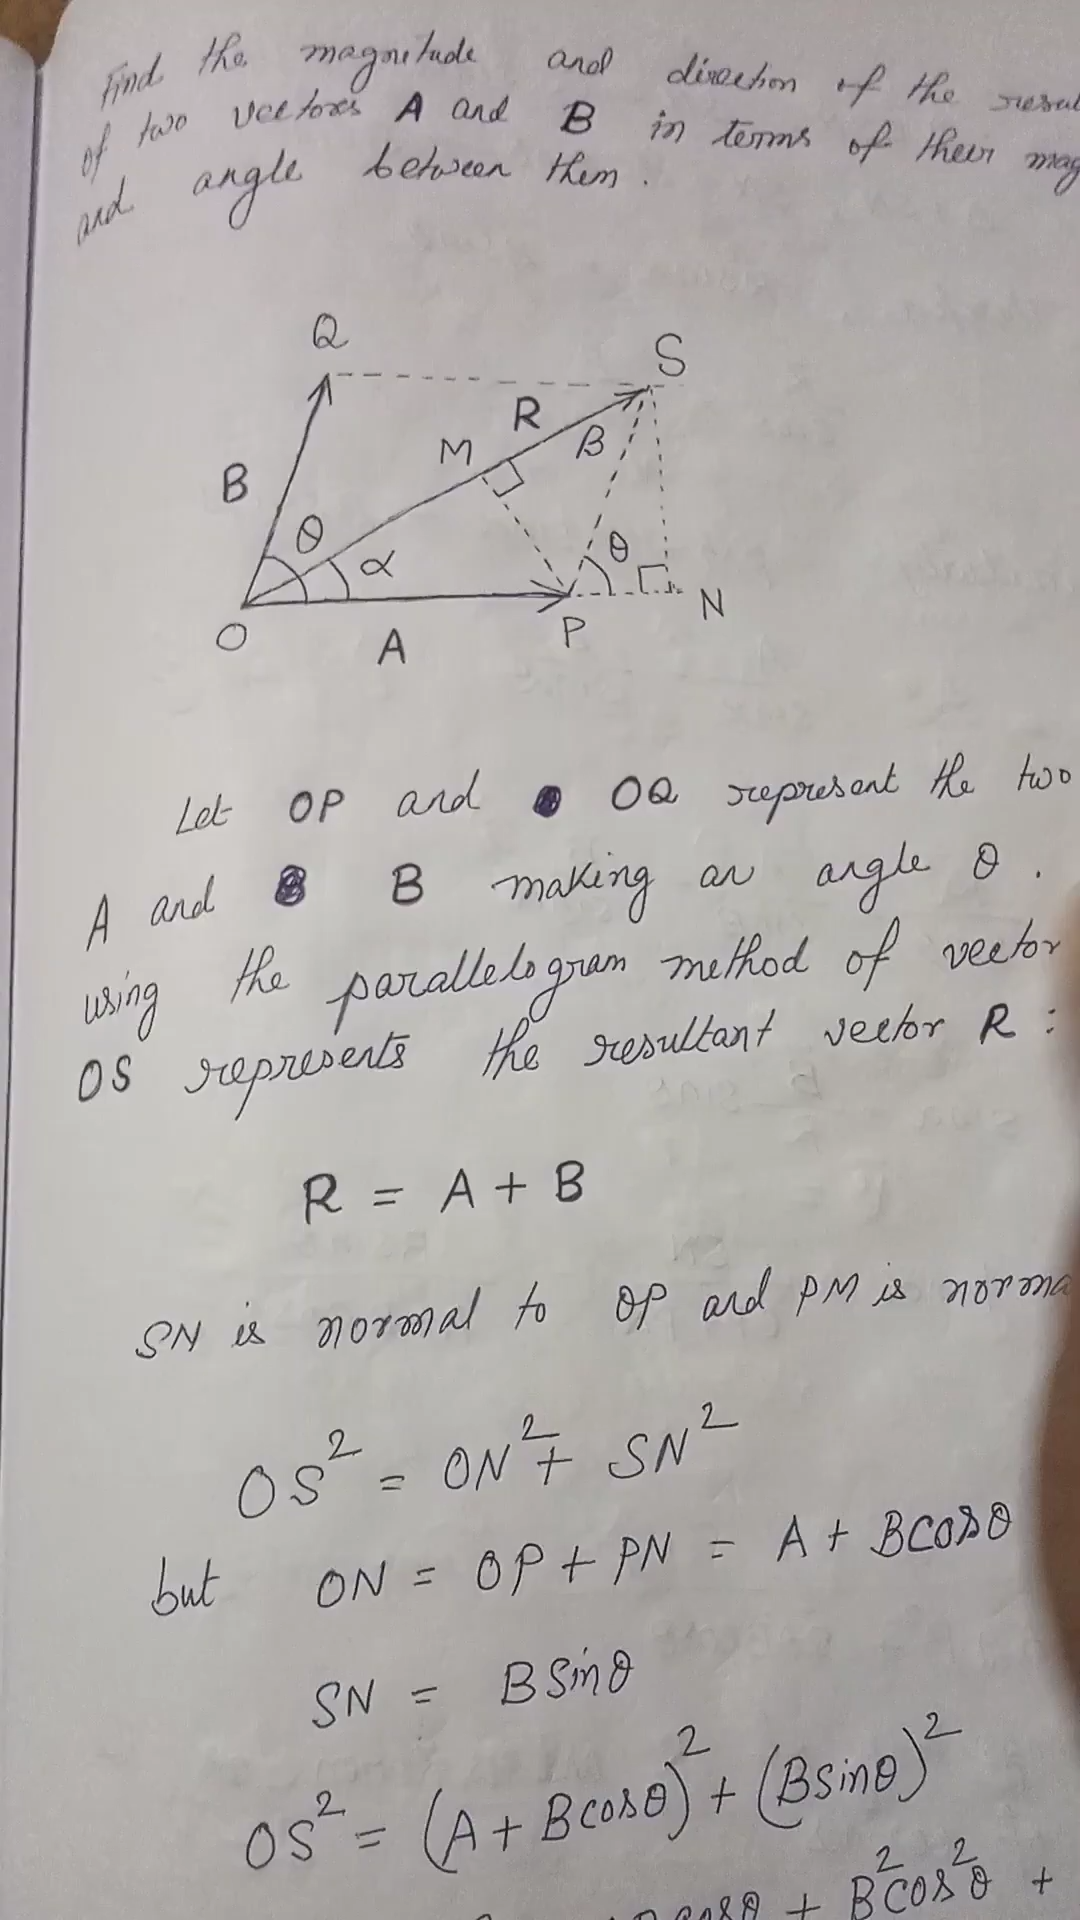 Find the magnitude and direction of the resul
of two vectors A and B in terms of their mag
and angle between them.
Q
S
R
M
B
B
θ
α
θ
N
O
A
P
Let OP and OQ represent the two
A and B making an angle θ.
using the parallelogram method of vector
OS represents the resultant vector R :
R = A + B
SN is normal to OP and PM is norma
OS² = ON² + SN²
but ON = OP + PN = A + Bcosθ
SN = B sinθ
OS² = (A + Bcosθ)² + (Bsinθ)²
cosθ + B²cos²θ +